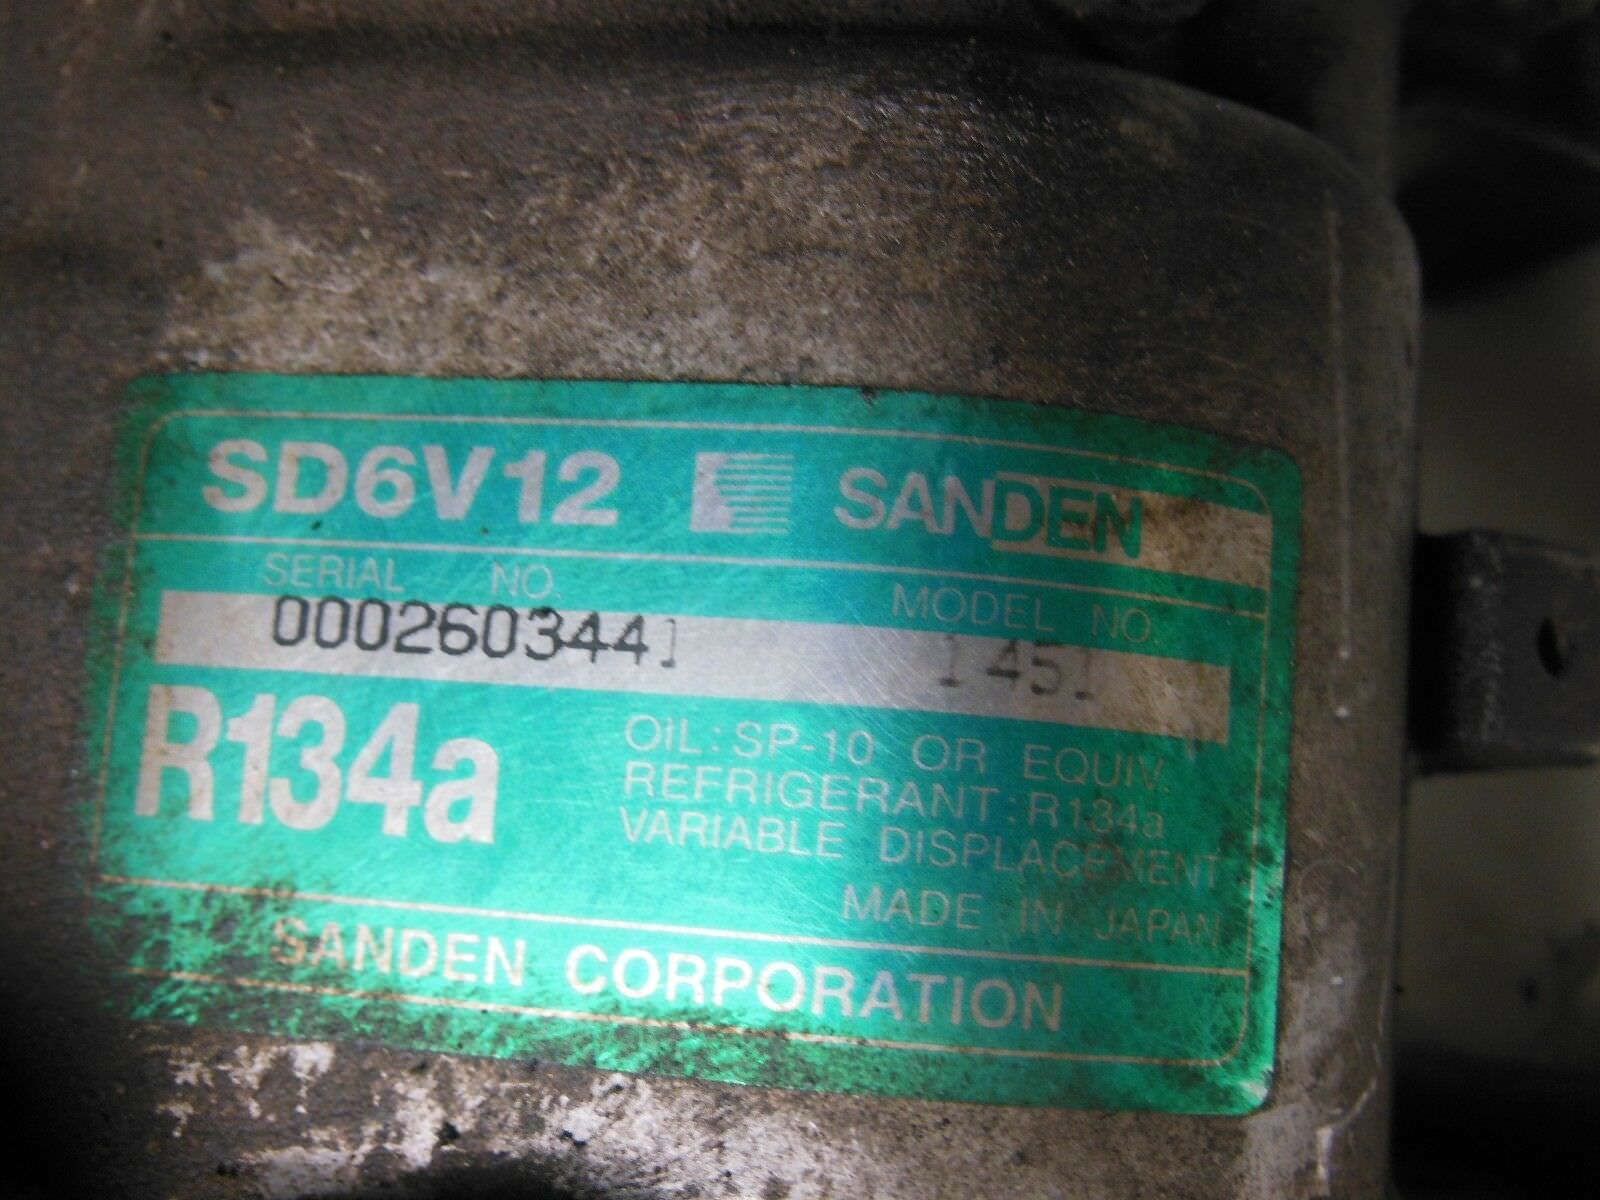 SD6V12 SANDEN
SERIAL NO. MODEL NO.
0002603441 1451
R134a
OIL: SP-10 OR EQUIV.
REFRIGERANT: R134a
VARIABLE DISPLACEMENT
MADE IN JAPAN
SANDEN CORPORATION